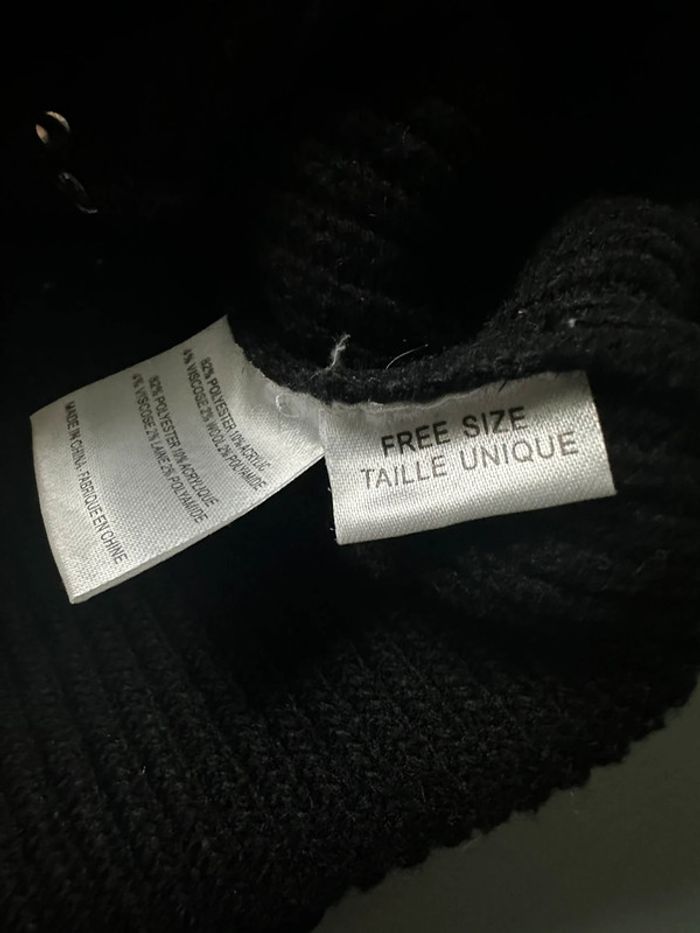 82% POLYESTER 10% ACRYLIC
4% VISCOSE 2% WOOL 2% POLYAMIDE
82% POLYESTER 10% ACRYLIQUE
4% VISCOSE 2% LANE 2% POLYAMIDE
MADE IN CHINA, FABRIQUE EN CHINE
FREE SIZE
TAILLE UNIQUE